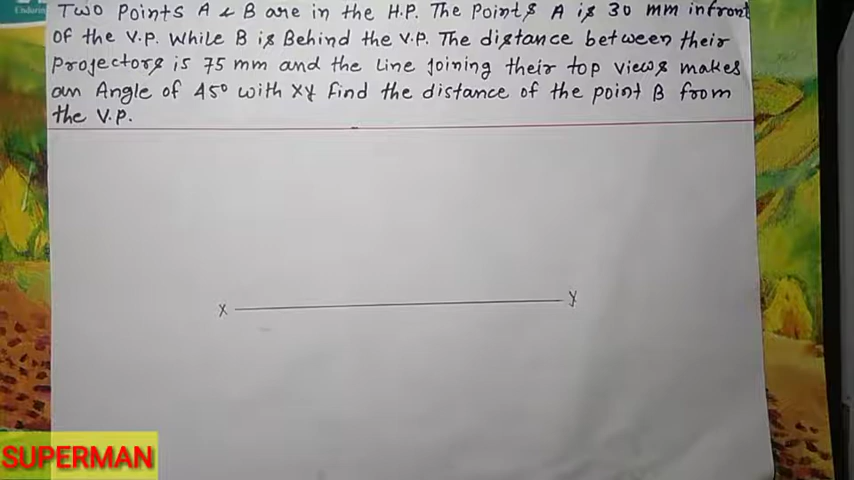 Enduring
Two Points A & B are in the H.P. The Points A is 30 mm infront
of the V.P. While B is Behind the V.P. The distance between their
Projectors is 75 mm and the Line joining their top views makes
an Angle of 45° with XY Find the distance of the point B from
the V.P.
X Y
SUPERMAN